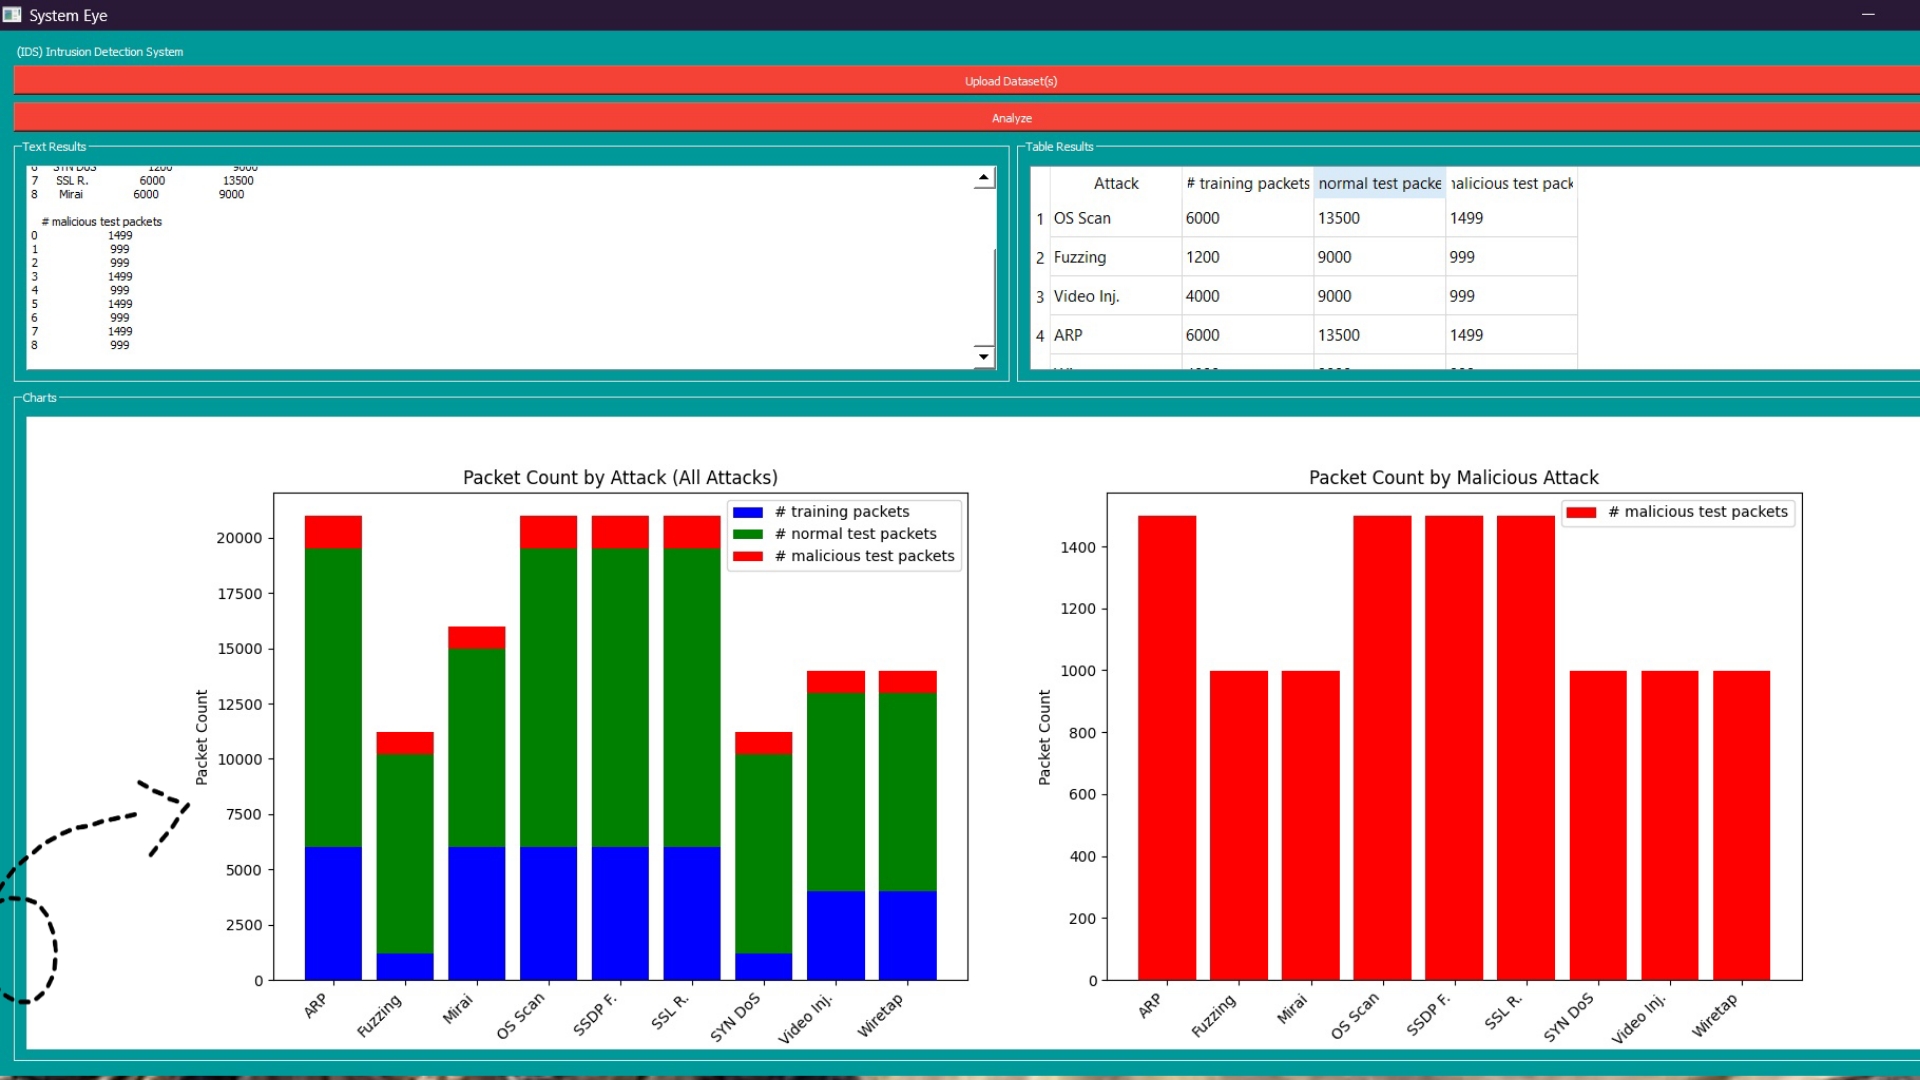 System Eye
(IDS) Intrusion Detection System
Upload Dataset(s)
Analyze
Text Results
6 SYN DoS 1200 9000
7 SSL R. 6000 13500
8 Mirai 6000 9000
# malicious test packets
0 1499
1 999
2 999
3 1499
4 999
5 1499
6 999
7 1499
8 999
Table Results
Attack # training packets normal test packe nalicious test pack
1 OS Scan 6000 13500 1499
2 Fuzzing 1200 9000 999
3 Video Inj. 4000 9000 999
4 ARP 6000 13500 1499
Charts
Packet Count by Attack (All Attacks)
# training packets
# normal test packets
# malicious test packets
Packet Count
20000
17500
15000
12500
10000
7500
5000
2500
0
ARP
Fuzzing
Mirai
OS Scan
SSDP F.
SSL R.
SYN DoS
Video Inj.
Wiretap
Packet Count by Malicious Attack
# malicious test packets
Packet Count
1400
1200
1000
800
600
400
200
0
ARP
Fuzzing
Mirai
OS Scan
SSDP F.
SSL R.
SYN DoS
Video Inj.
Wiretap